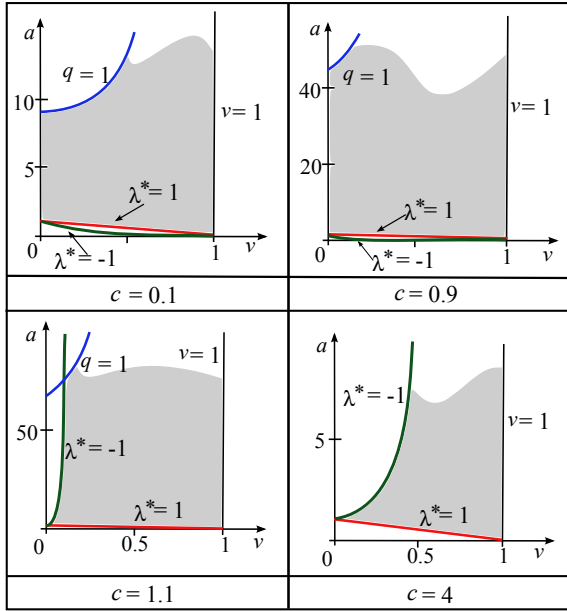 a
q = 1
10
v = 1
5
λ* = 1
0
λ* = -1
1
v
c = 0.1
a
q = 1
40
v = 1
20
λ* = 1
0
λ* = -1
1
v
c = 0.9
a
q = 1
v = 1
50
λ* = -1
λ* = 1
0
0.5
1
v
c = 1.1
a
λ* = -1
v = 1
5
λ* = 1
0
0.5
1
v
c = 4